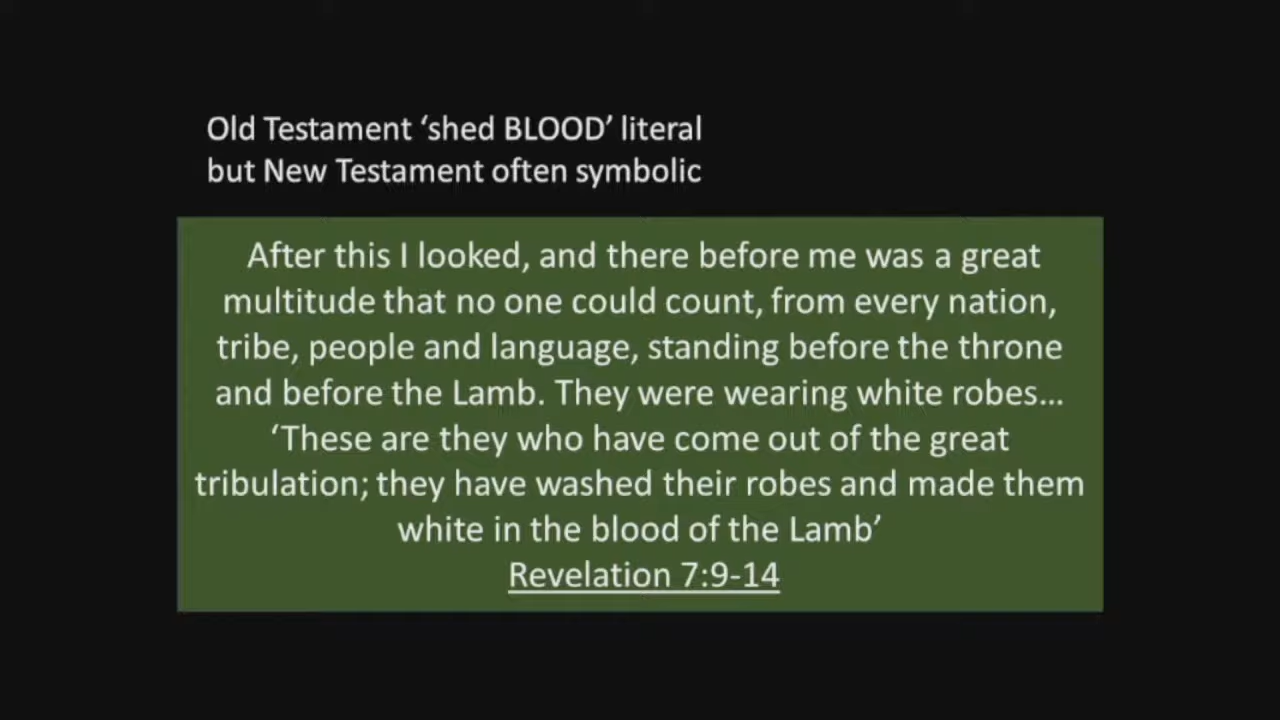 Old Testament ‘shed BLOOD’ literal
but New Testament often symbolic
After this I looked, and there before me was a great
multitude that no one could count, from every nation,
tribe, people and language, standing before the throne
and before the Lamb. They were wearing white robes…
‘These are they who have come out of the great
tribulation; they have washed their robes and made them
white in the blood of the Lamb’
Revelation 7:9-14